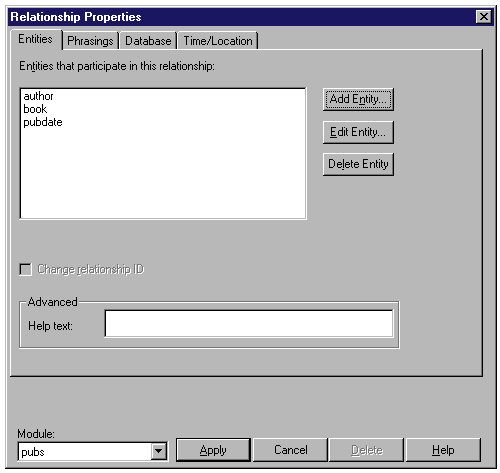 Relationship Properties
Entities Phrasings Database Time/Location
Entities that participate in this relationship:
author
book
pubdate
Add Entity...
Edit Entity...
Delete Entity
Change relationship ID
Advanced
Help text:
Module:
pubs
Apply Cancel Delete Help